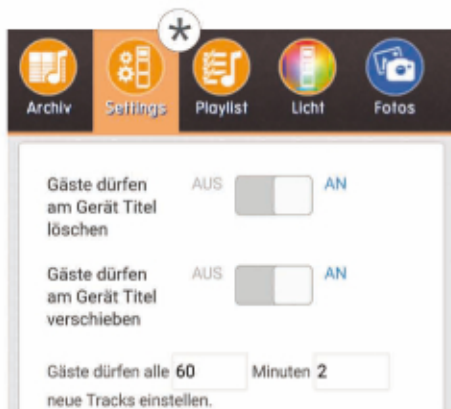 *
Archiv Settings Playlist Licht Fotos
Gäste dürfen AUS AN
am Gerät Titel
löschen
Gäste dürfen AUS AN
am Gerät Titel
verschieben
Gäste dürfen alle 60 Minuten 2
neue Tracks einstellen.